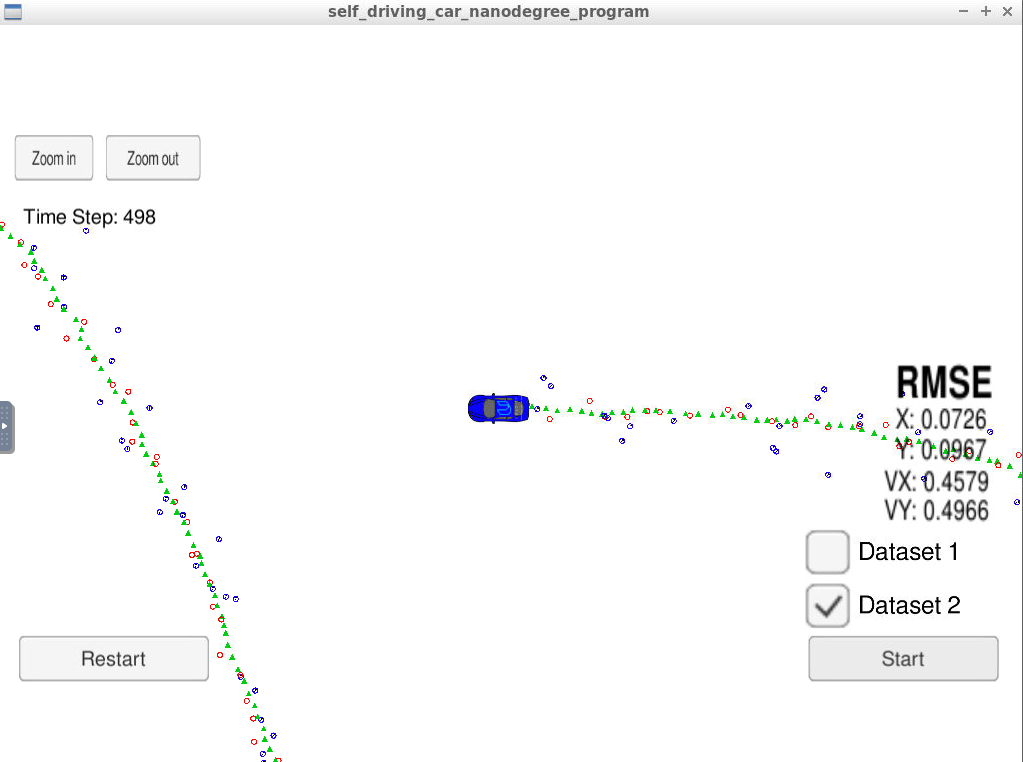 self_driving_car_nanodegree_program
Zoom in
Zoom out
Time Step: 498
RMSE
X: 0.0726
Y: 0.0967
VX: 0.4579
VY: 0.4966
Dataset 1
Dataset 2
Restart
Start